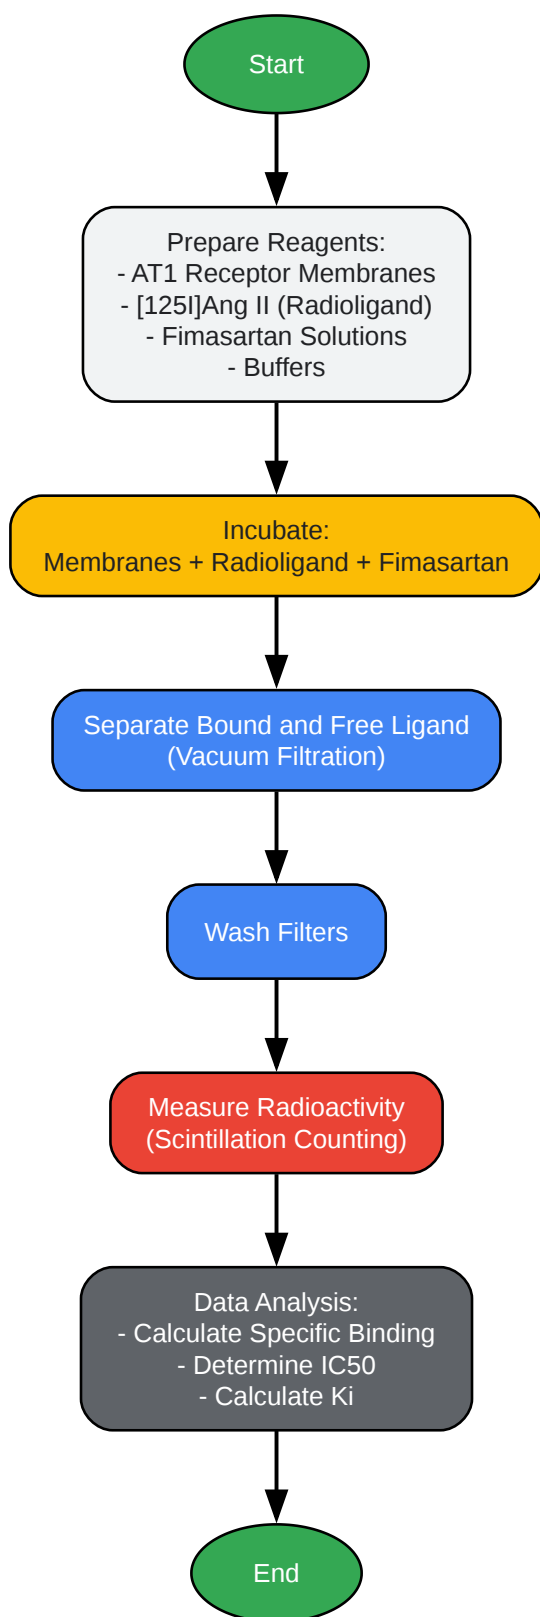 Start
Prepare Reagents:
- AT1 Receptor Membranes
- [125I]Ang II (Radioligand)
- Fimasartan Solutions
- Buffers
Incubate:
Membranes + Radioligand + Fimasartan
Separate Bound and Free Ligand
(Vacuum Filtration)
Wash Filters
Measure Radioactivity
(Scintillation Counting)
Data Analysis:
- Calculate Specific Binding
- Determine IC50
- Calculate Ki
End